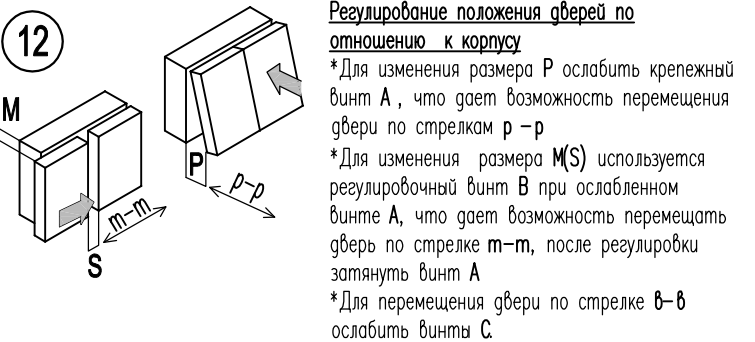 12
M
S
m-m
P
p-p
Регулирование положения дверей по
отношению к корпусу
*Для изменения размера P ослабить крепежный
винт A , что дает возможность перемещения
двери по стрелкам p -p
*Для изменения размера M(S) используется
регулировочный винт B при ослабленном
винте A, что дает возможность перемещать
дверь по стрелке m-m, после регулировки
затянуть винт A
*Для перемещения двери по стрелке в-в
ослабить винты C.